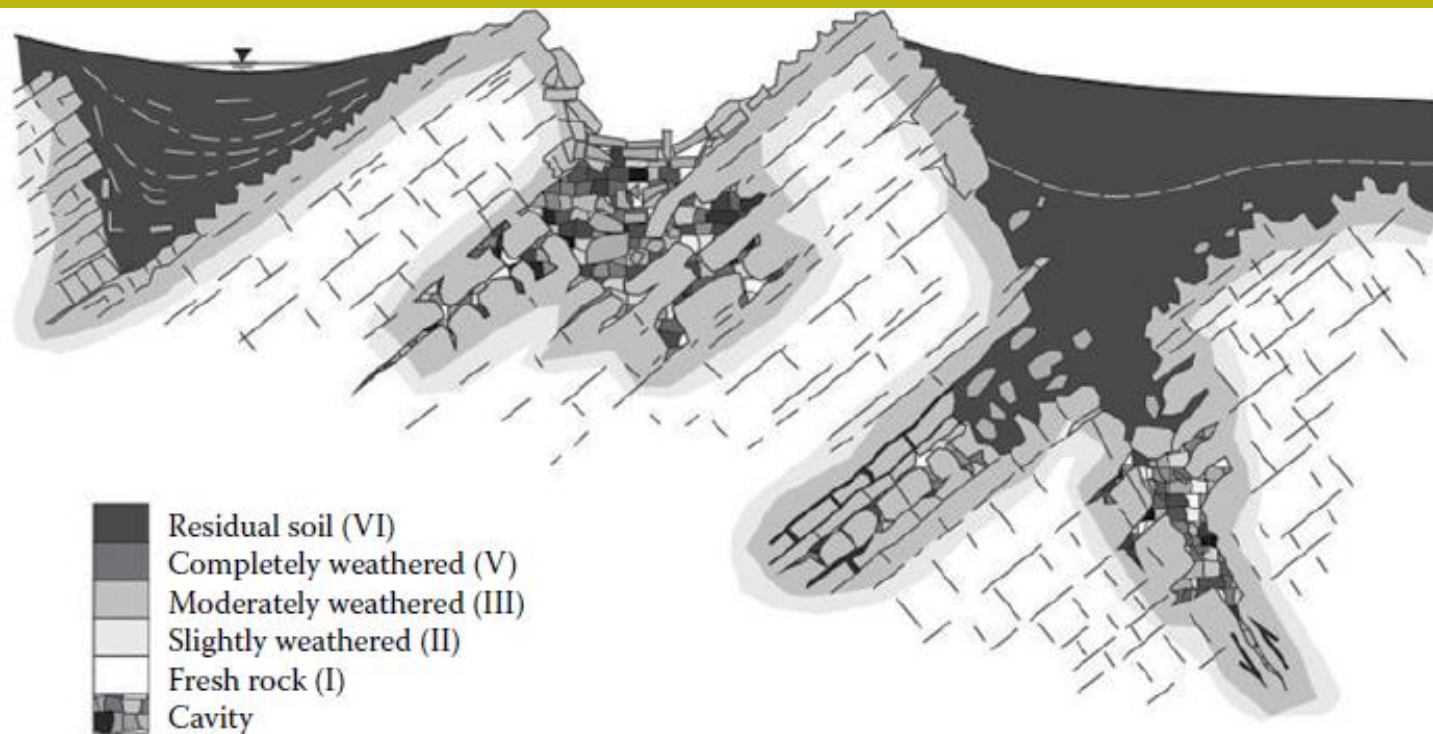 Residual soil (VI)
Completely weathered (V)
Moderately weathered (III)
Slightly weathered (II)
Fresh rock (I)
Cavity